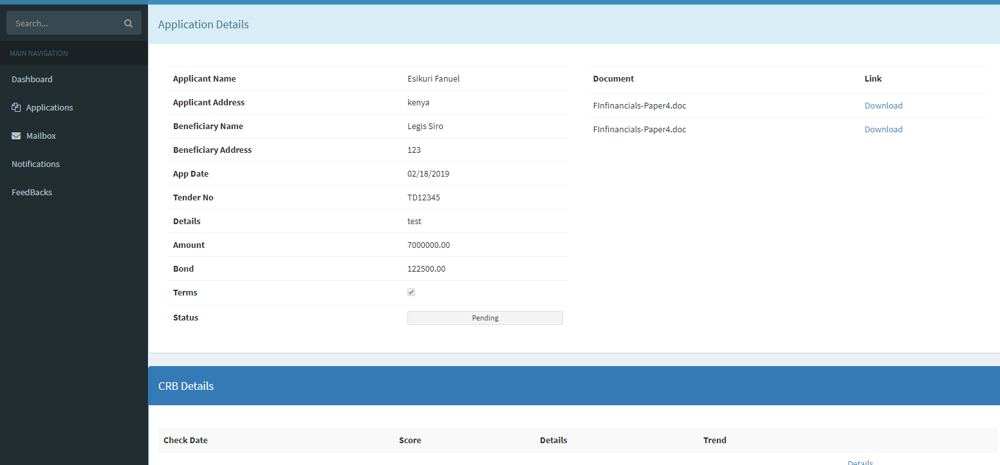 Search...
MAIN NAVIGATION
Dashboard
Applications
Mailbox
Notifications
FeedBacks
Application Details
Applicant Name Esikuri Fanuel
Applicant Address kenya
Beneficiary Name Legis Siro
Beneficiary Address 123
App Date 02/18/2019
Tender No TD12345
Details test
Amount 7000000.00
Bond 122500.00
Terms
Status Pending
Document Link
FInfinancials-Paper4.doc Download
FInfinancials-Paper4.doc Download
CRB Details
Check Date Score Details Trend
Details